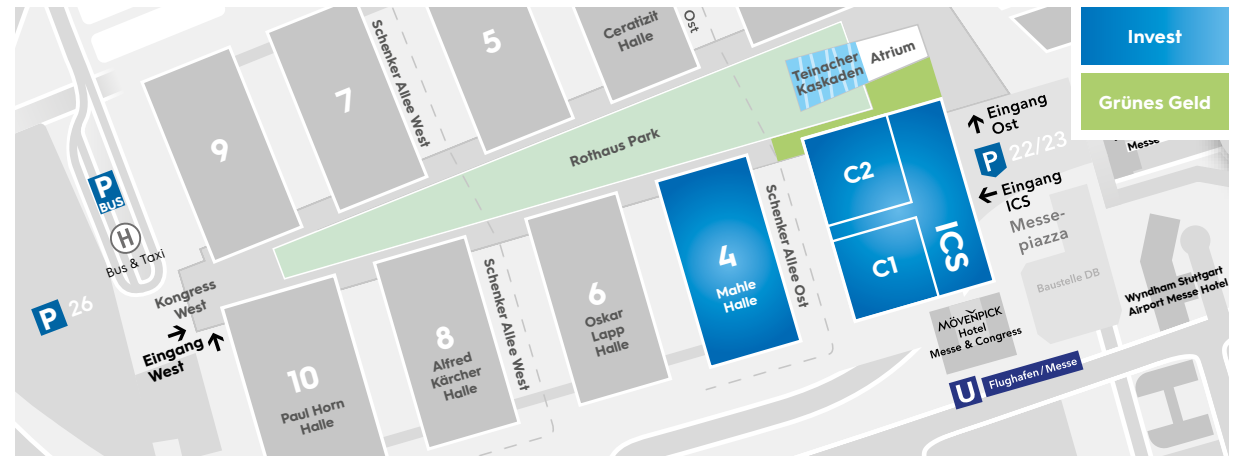 Invest
Grünes Geld
Schenker Allee West
5
Ceratizit
Halle
Ost
Teinacher
Kaskaden
Atrium
7
9
Rothaus Park
Eingang
Ost
P 22/23
Messe
Eingang
ICS
Messe-
piazza
C2
C1
ICS
P
BUS
H
Bus & Taxi
P 26
Kongress
West
Eingang
West
10
Paul Horn
Halle
8
Alfred
Kärcher
Halle
Schenker Allee West
6
Oskar
Lapp
Halle
4
Mahle
Halle
Schenker Allee Ost
Baustelle DB
Wyndham Stuttgart
Airport Messe Hotel
MÖVENPICK
Hotel
Messe & Congress
U Flughafen / Messe